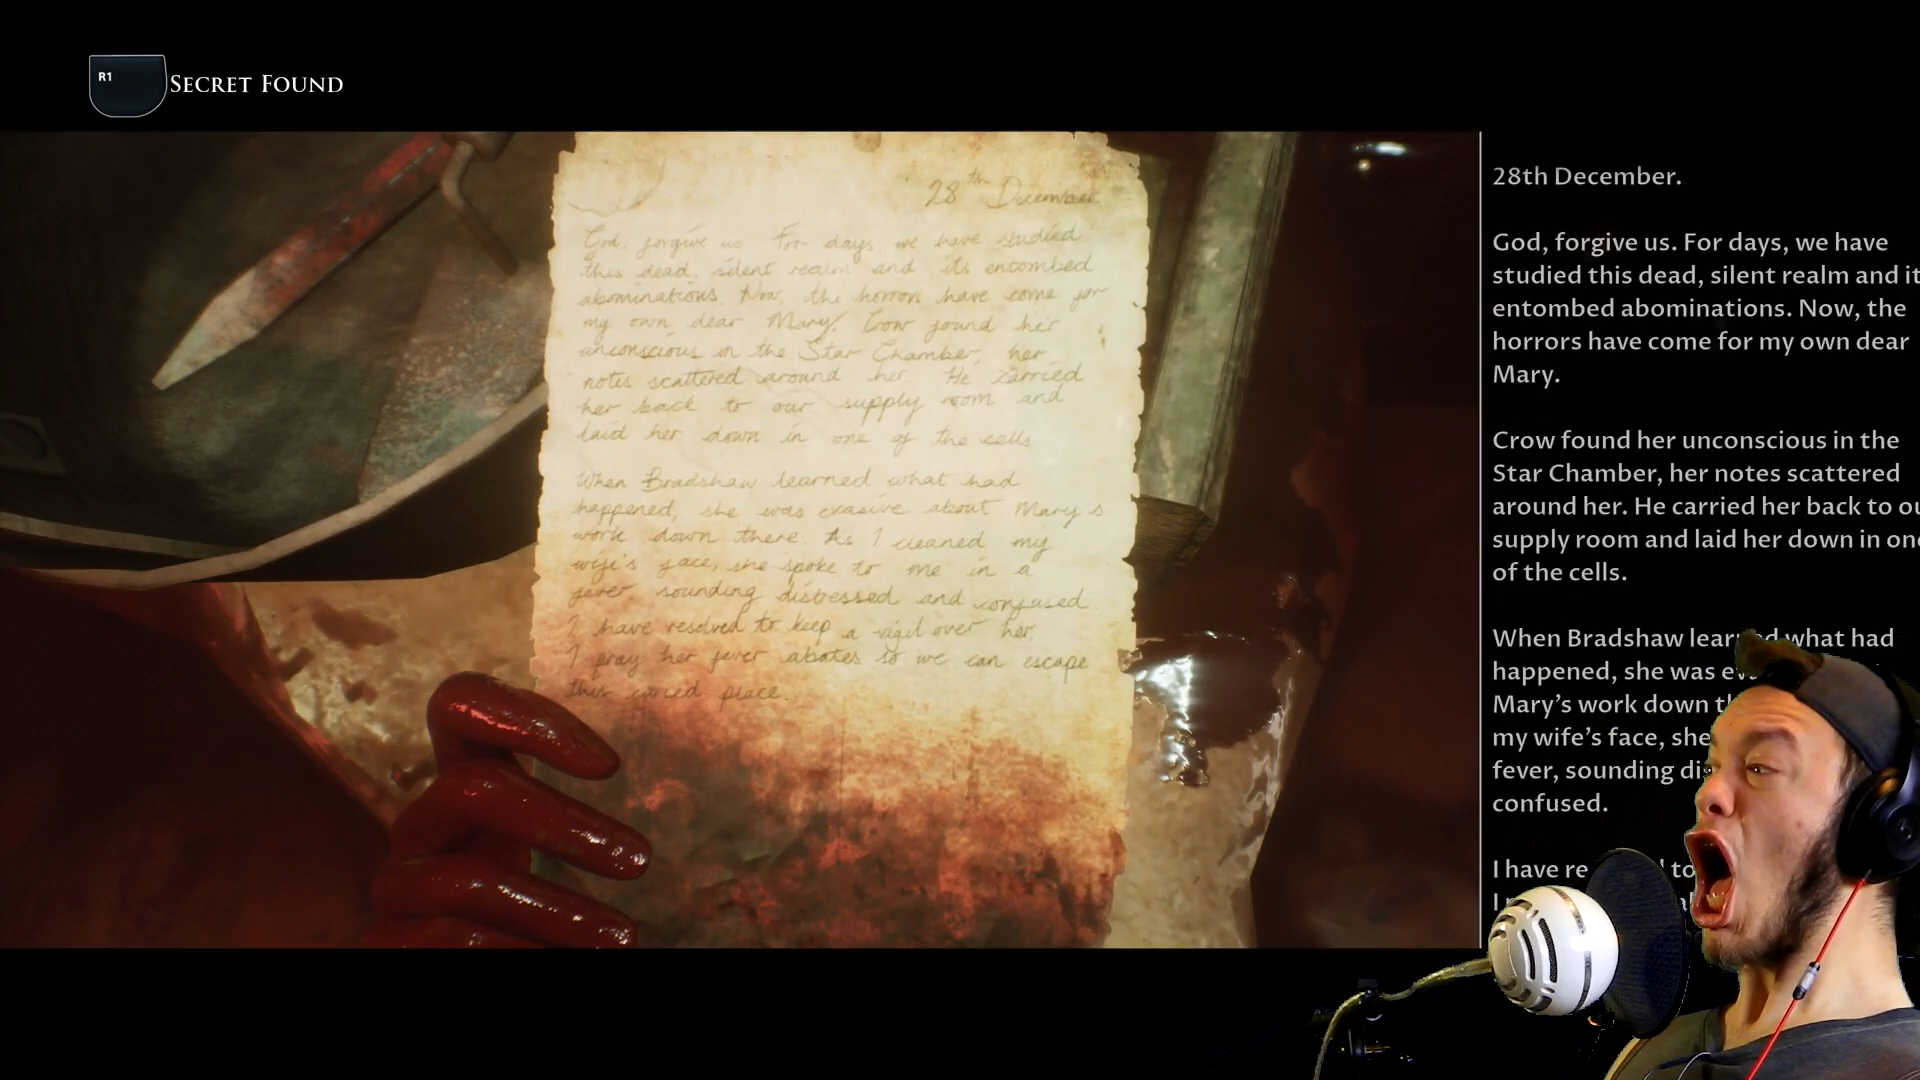 R1
SECRET FOUND
28th December.
God, forgive us. For days, we have studied
this dead, silent realm and its entombed
abominations. Now, the horrors have come for
my own dear Mary. Crow found her
unconscious in the Star Chamber, her
notes scattered around her. He carried
her back to our supply room and
laid her down in one of the cells.
When Bradshaw learned what had
happened, she was evasive about Mary's
work down there. As I cleaned my
wife's face, she spoke to me in a
fever, sounding distressed and confused.
I have resolved to keep a vigil over her.
I pray her fever abates so we can escape
this cursed place.
28th December.
God, forgive us. For days, we have
studied this dead, silent realm and it
entombed abominations. Now, the
horrors have come for my own dear
Mary.
Crow found her unconscious in the
Star Chamber, her notes scattered
around her. He carried her back to ou
supply room and laid her down in one
of the cells.
When Bradshaw learned what had
happened, she was
Mary's work down
my wife's face, she
fever, sounding
confused.
I have to
I